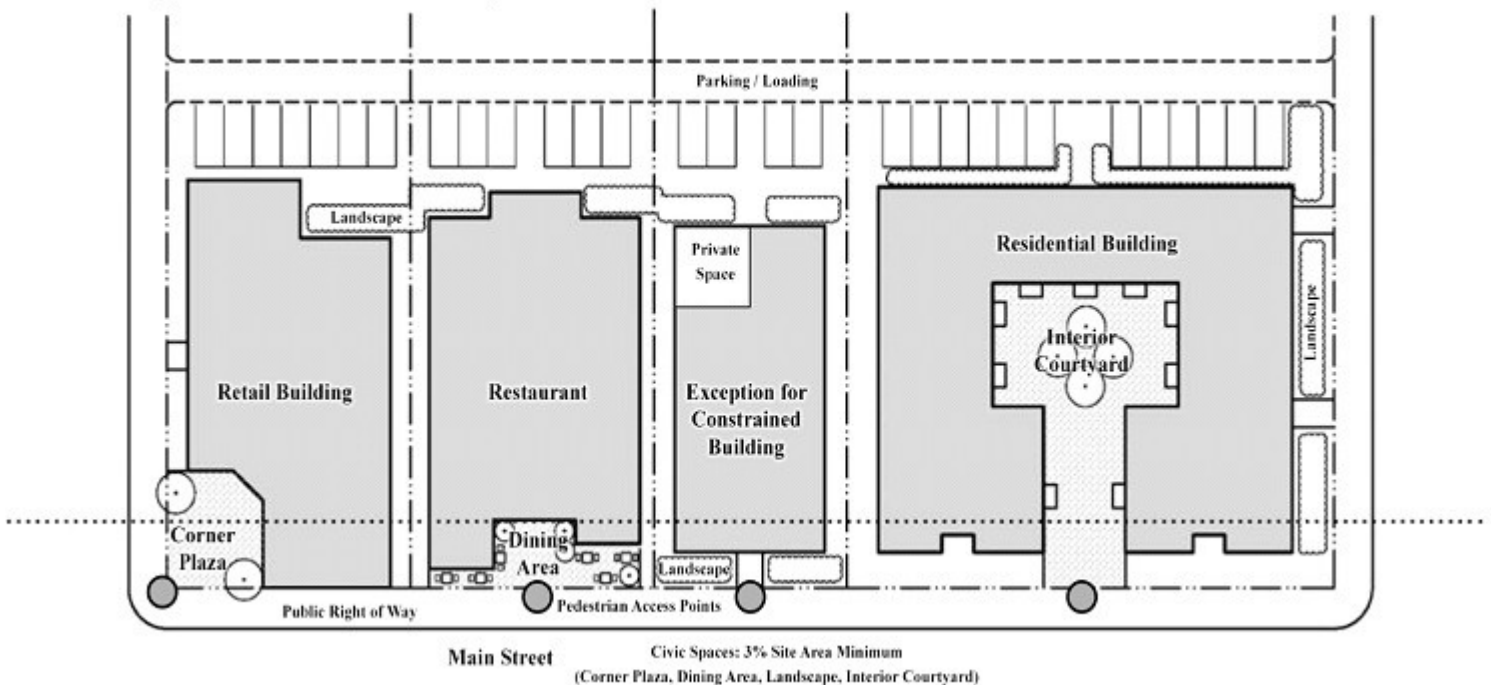 Parking / Loading
Landscape
Private
Space
Residential Building
Landscape
Interior
Courtyard
Retail Building
Restaurant
Exception for
Constrained
Building
Corner
Plaza
Dining
Area
Landscape
Public Right of Way
Pedestrian Access Points
Main Street
Civic Spaces: 3% Site Area Minimum
(Corner Plaza, Dining Area, Landscape, Interior Courtyard)